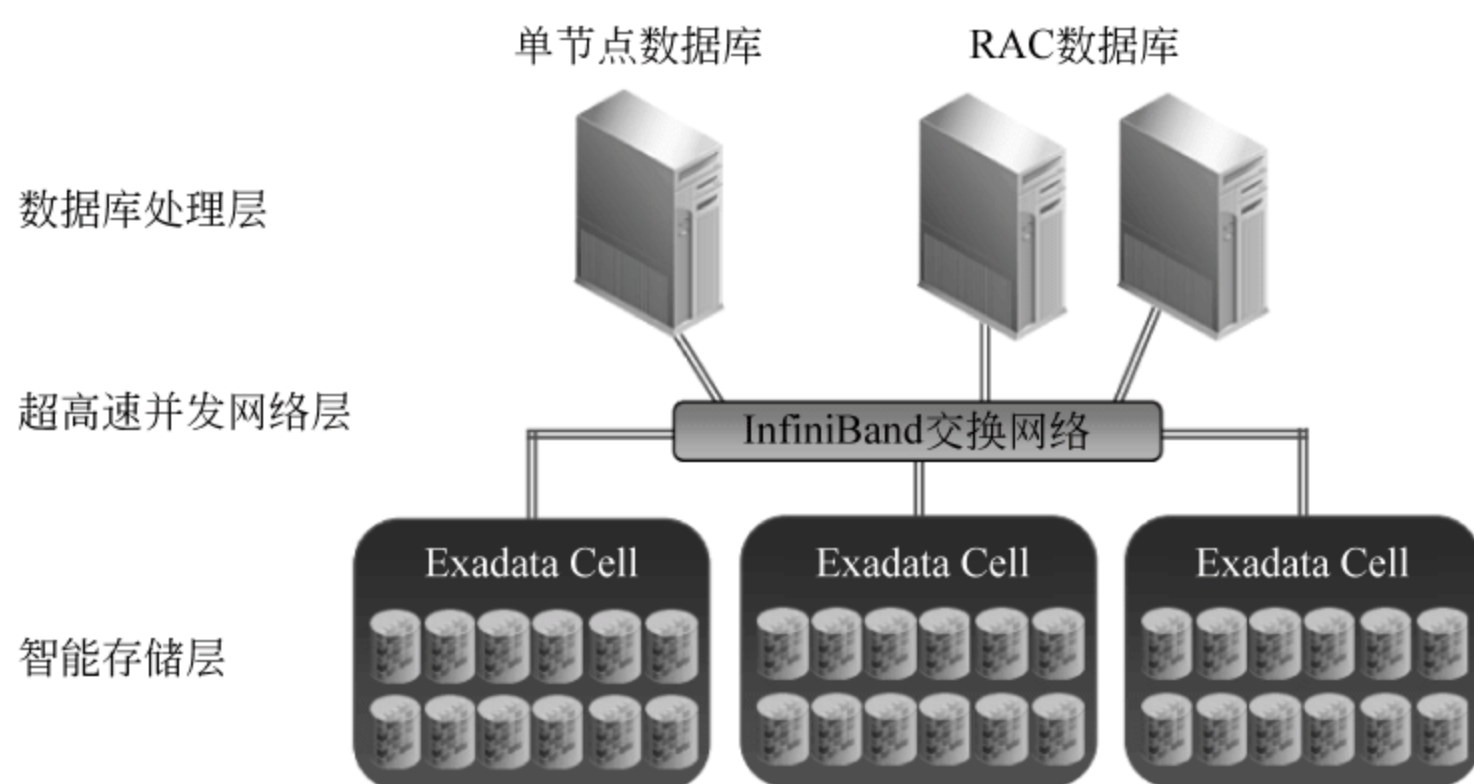 单节点数据库
RAC数据库
数据库处理层
超高速并发网络层
InfiniBand交换网络
Exadata Cell
Exadata Cell
Exadata Cell
智能存储层